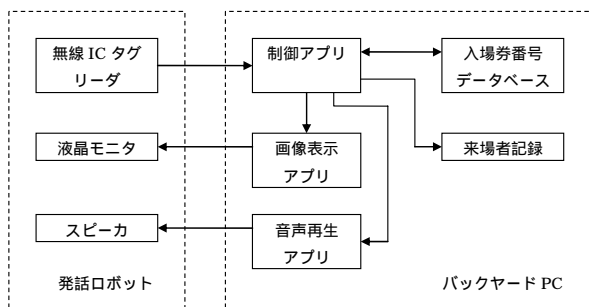 無線 IC タグ
リーダ
制御アプリ
入場券番号
データベース
液晶モニタ
画像表示
アプリ
来場者記録
スピーカ
音声再生
アプリ
発話ロボット
バックヤード PC